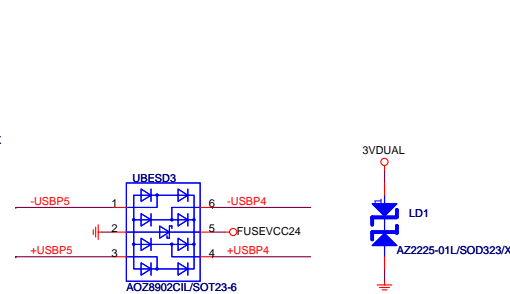 3VDUAL
UBESD3
-USBP5
1
6
-USBP4
1
LD1
2
5
FUSEVCC24
+USBP5
3
4
+USBP4
AZ2225-01L/SOD323/X
AOZ8902CIL/SOT23-6